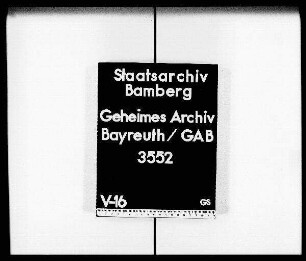 Staatsarchiv
Bamberg
Geheimes Archiv
Bayreuth / GAB
3552
V-16 GS